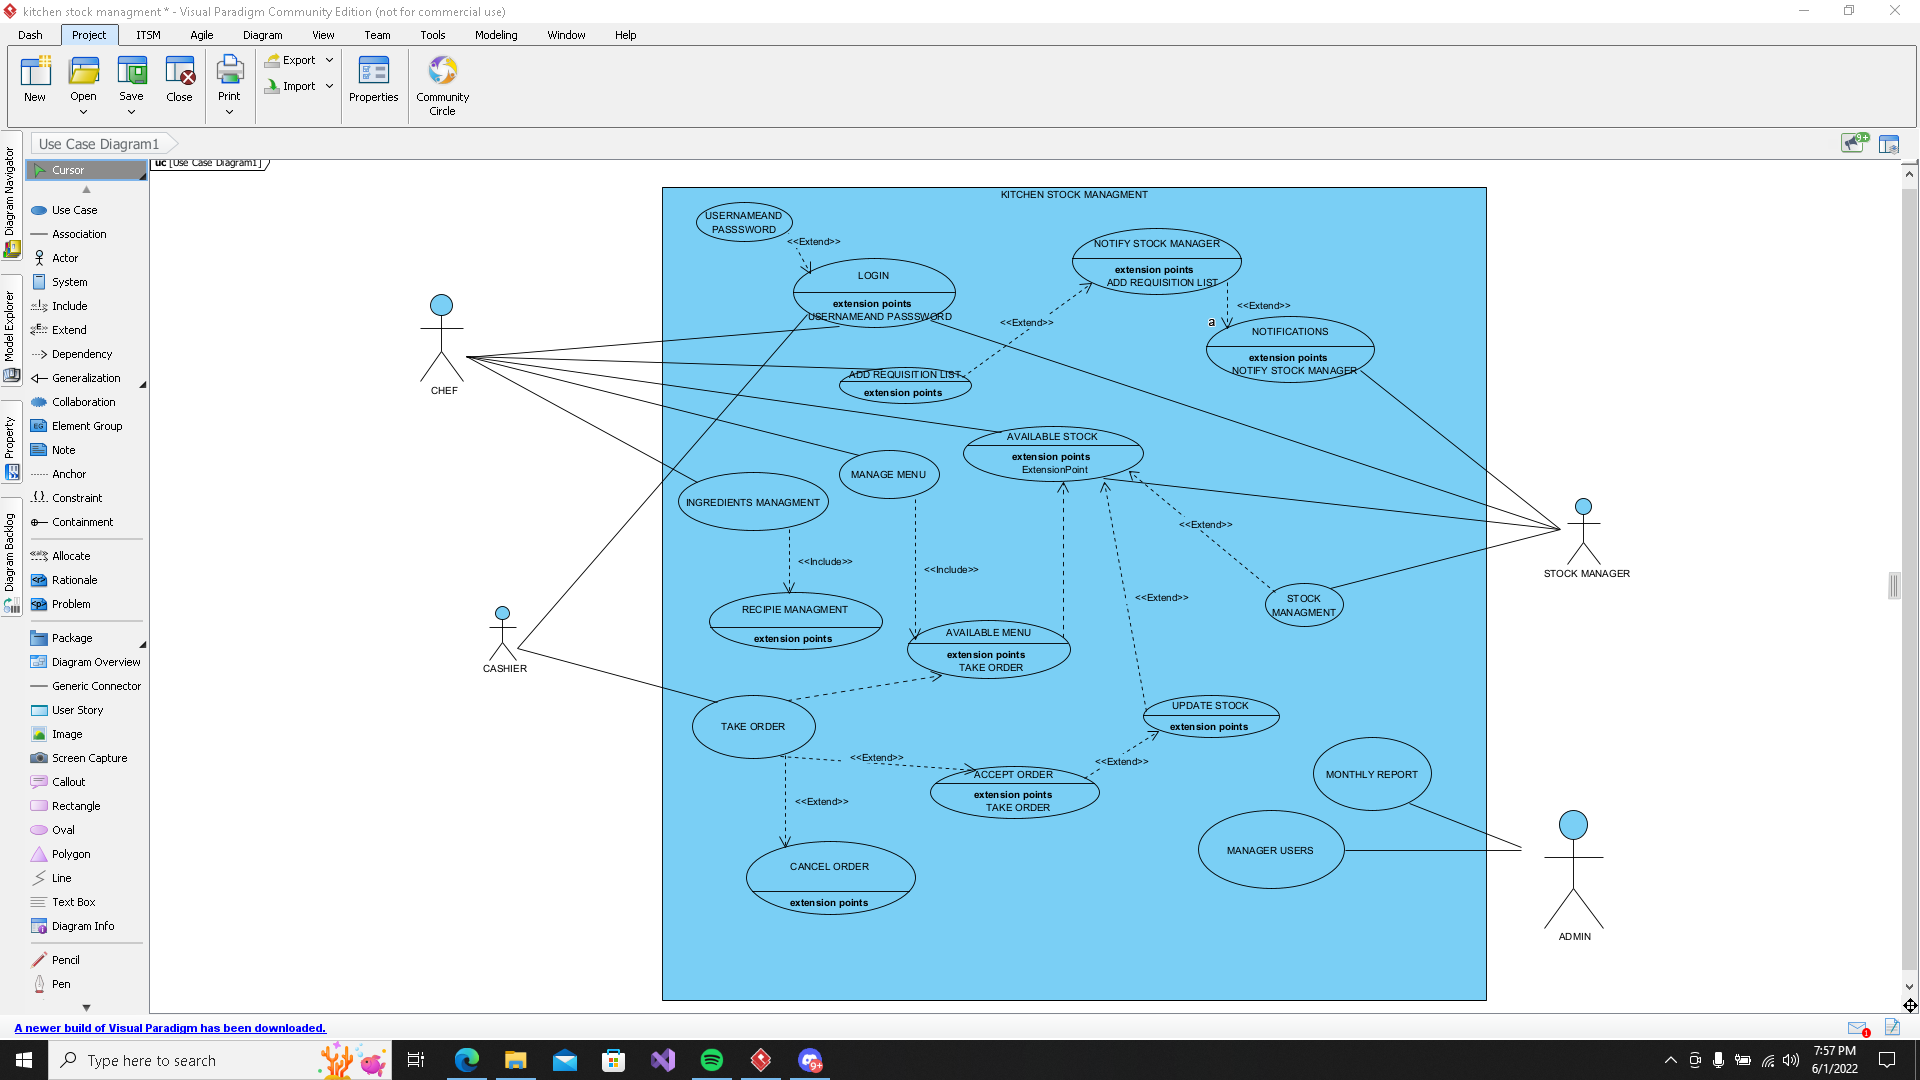 kitchen stock managment * - Visual Paradigm Community Edition (not for commercial use)
Dash Project ITSM Agile Diagram View Team Tools Modeling Window Help
New Open Save Close Print Export Import Properties Community Circle
Use Case Diagram1
9+
Diagram Navigator
Model Explorer
Property
Diagram Backlog
Cursor
Use Case
Association
Actor
System
Include
Extend
Dependency
Generalization
Collaboration
Element Group
Note
Anchor
Constraint
Containment
Allocate
Rationale
Problem
Package
Diagram Overview
Generic Connector
User Story
Image
Screen Capture
Callout
Rectangle
Oval
Polygon
Line
Text Box
Diagram Info
Pencil
Pen
uc [Use Case Diagram1]
KITCHEN STOCK MANAGMENT
USERNAMEAND
PASSSWORD
<<Extend>>
LOGIN
extension points
USERNAMEAND PASSSWORD
NOTIFY STOCK MANAGER
extension points
ADD REQUISITION LIST
<<Extend>>
<<Extend>>
a
NOTIFICATIONS
extension points
NOTIFY STOCK MANAGER
CHEF
ADD REQUISITION LIST
extension points
AVAILABLE STOCK
extension points
ExtensionPoint
MANAGE MENU
INGREDIENTS MANAGMENT
<<Extend>>
<<Include>>
<<Include>>
<<Extend>>
STOCK MANAGER
STOCK
MANAGMENT
RECIPIE MANAGMENT
extension points
AVAILABLE MENU
extension points
TAKE ORDER
CASHIER
TAKE ORDER
UPDATE STOCK
extension points
<<Extend>>
<<Extend>>
ACCEPT ORDER
extension points
TAKE ORDER
MONTHLY REPORT
<<Extend>>
MANAGER USERS
CANCEL ORDER
extension points
ADMIN
A newer build of Visual Paradigm has been downloaded.
1
Type here to search
9+
7:57 PM
6/1/2022